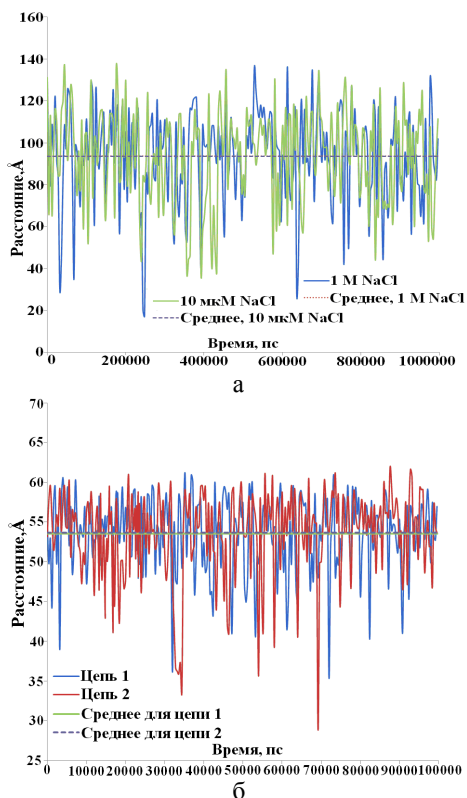 160
140
120
100
80
60
40
20
0
Расстояние,Å
1 M NaCl
10 мкМ NaCl
Среднее, 1 М NaCl
Среднее, 10 мкМ NaCl
0 200000 400000 600000 800000 1000000
Время, пс
а
70
65
60
55
50
45
40
35
30
25
Расстояние,Å
Цепь 1
Цепь 2
Среднее для цепи 1
Среднее для цепи 2
Время, пс
0 10000 20000 30000 40000 50000 60000 70000 80000 90000 100000
б